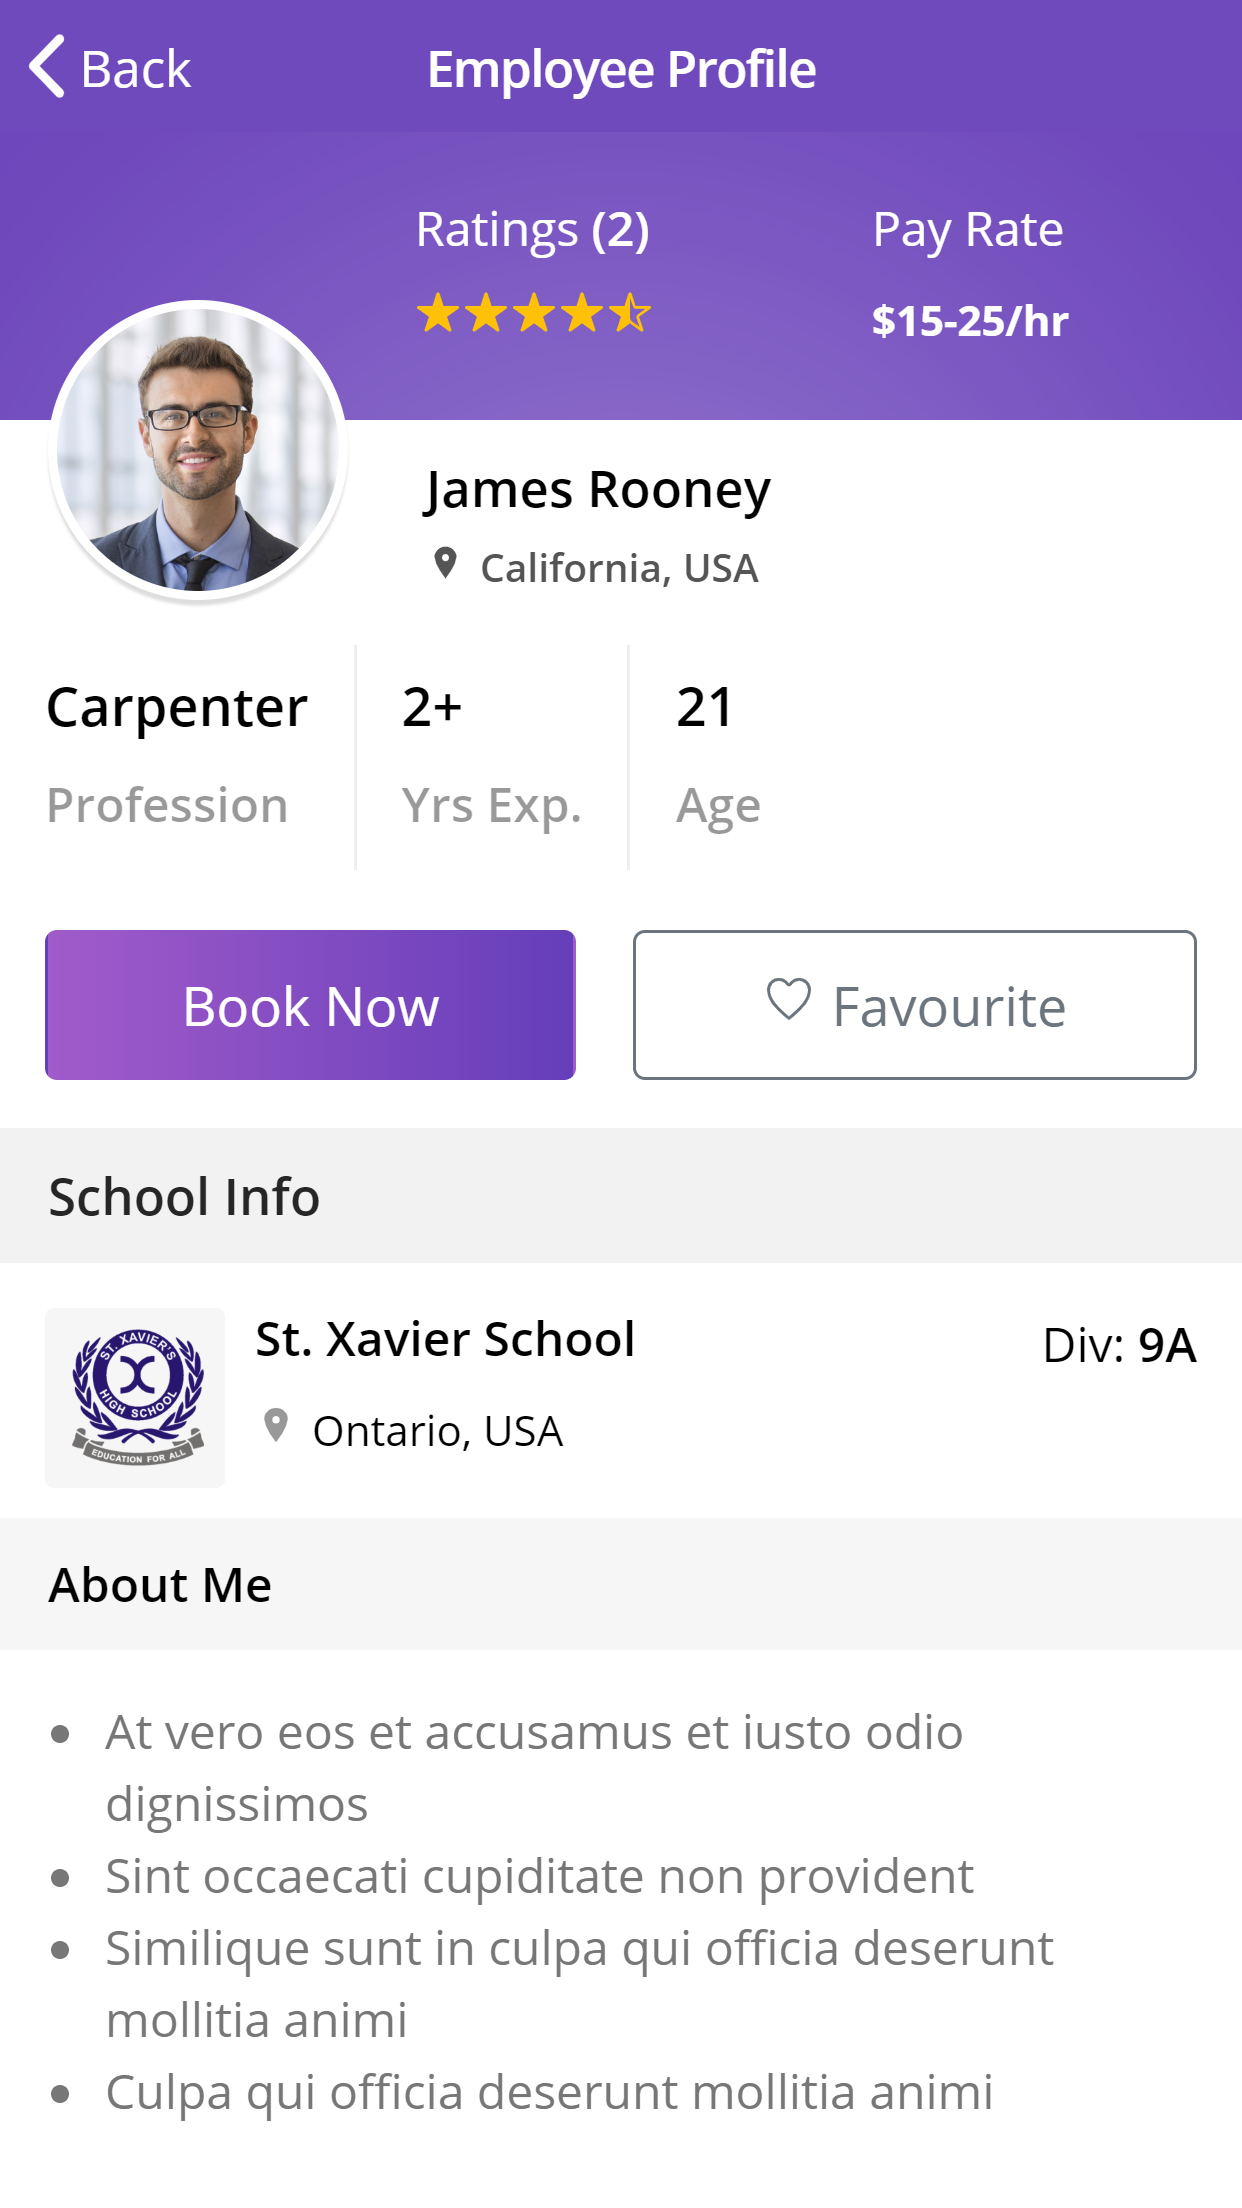 Back
Employee Profile
Ratings (2)
Pay Rate
$15-25/hr
James Rooney
California, USA
Carpenter
2+
21
Profession
Yrs Exp.
Age
Book Now
Favourite
School Info
ST. XAVIER'S
HIGH SCHOOL
EDUCATION FOR ALL
St. Xavier School
Div: 9A
Ontario, USA
About Me
At vero eos et accusamus et iusto odio
dignissimos
Sint occaecati cupiditate non provident
Similique sunt in culpa qui officia deserunt
mollitia animi
Culpa qui officia deserunt mollitia animi